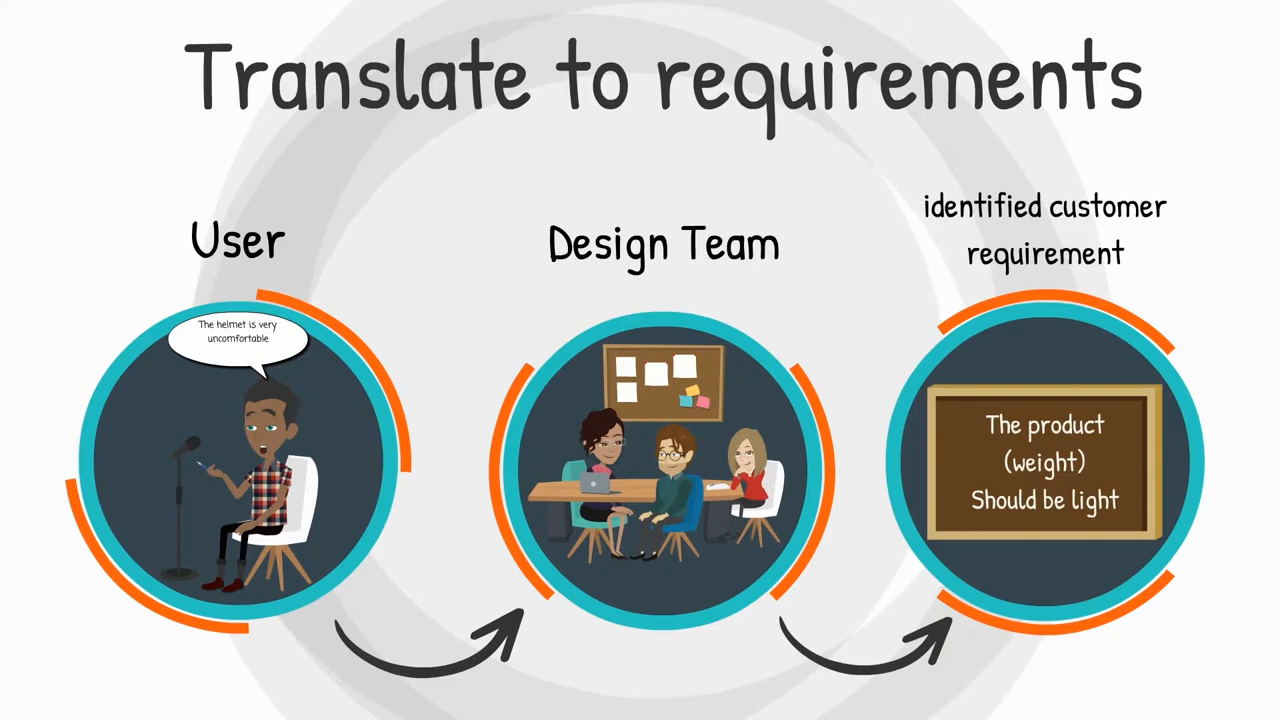 Translate to requirements
User
The helmet is very
uncomfortable
Design Team
identified customer
requirement
The product
(weight)
Should be light